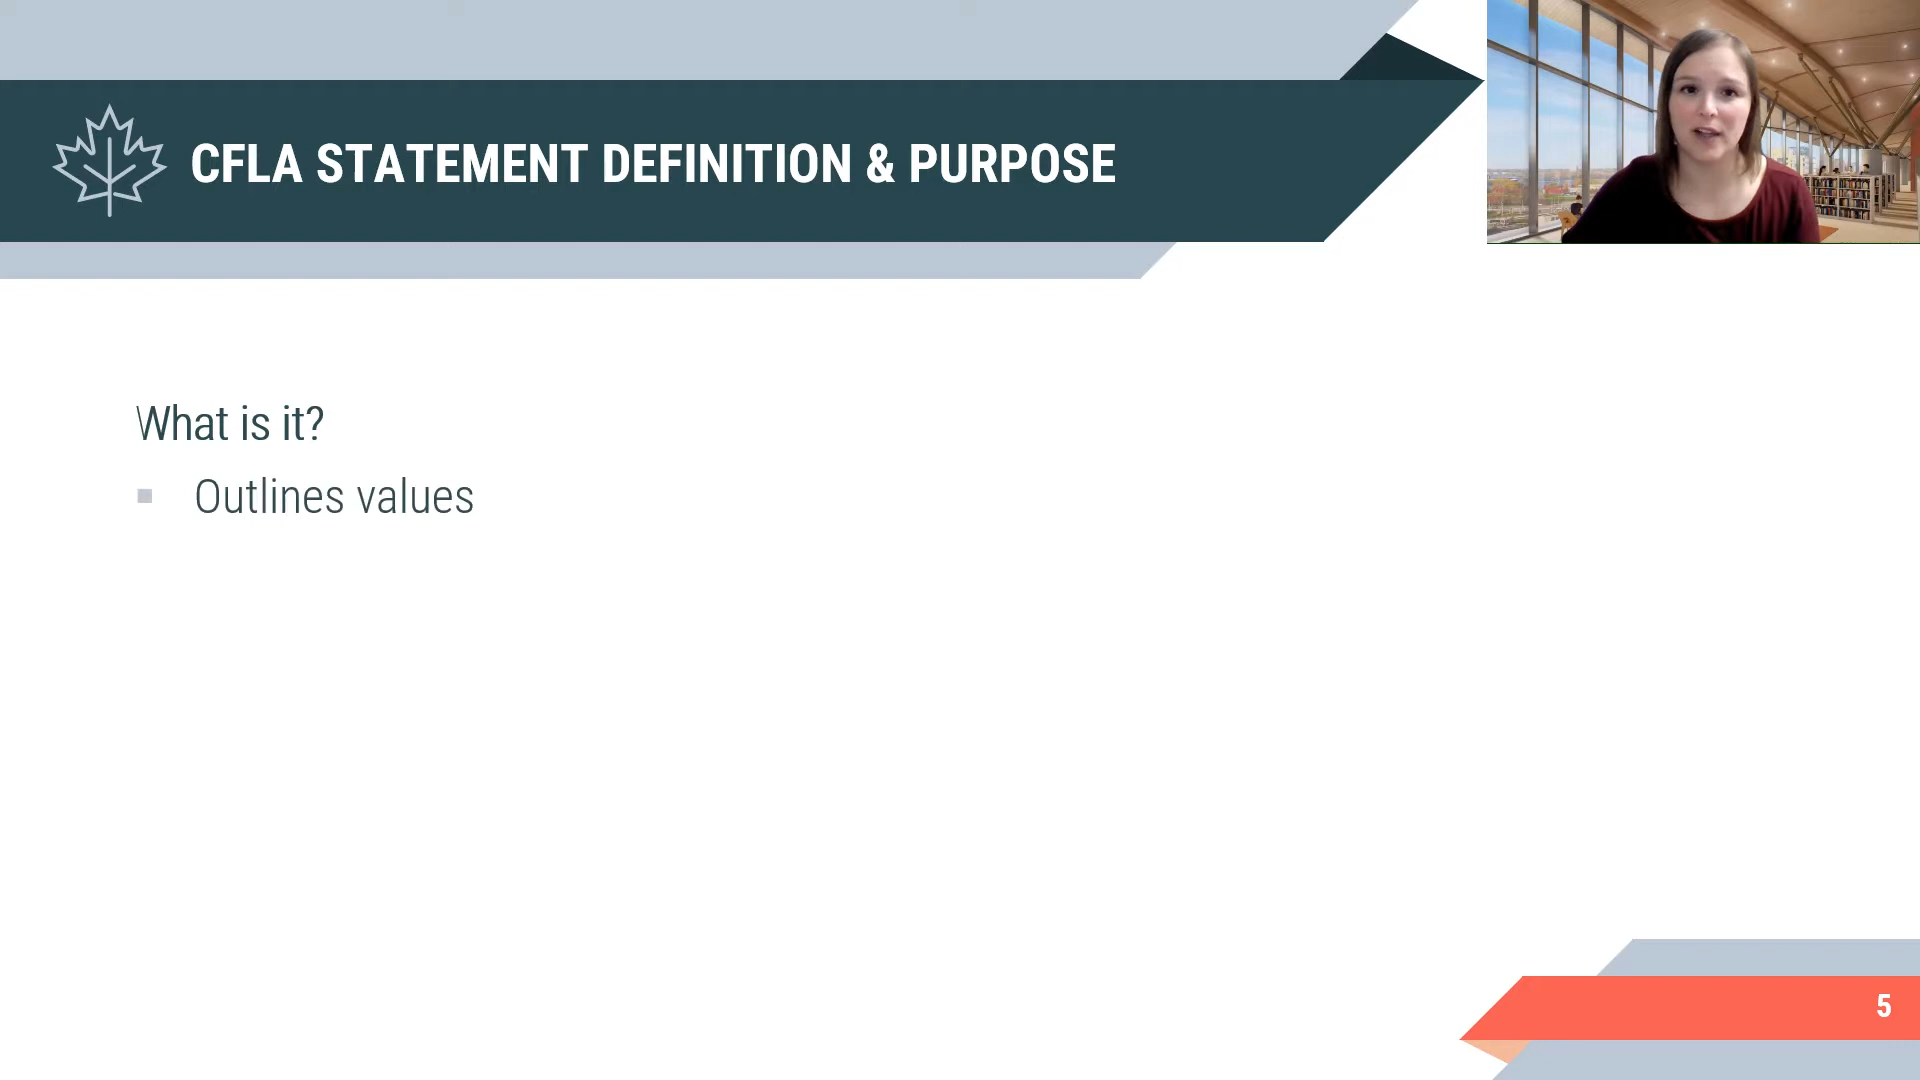 CFLA STATEMENT DEFINITION & PURPOSE
What is it?
Outlines values
5